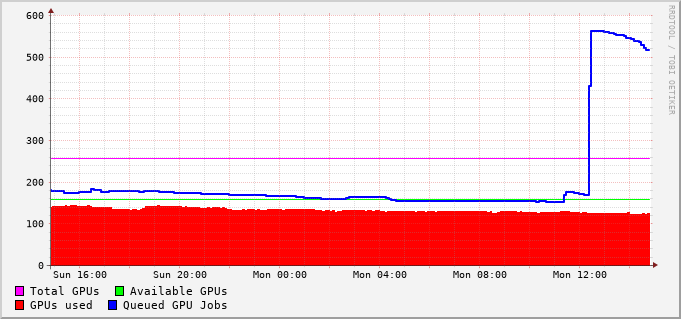 600
500
400
300
200
100
0
Sun 16:00 Sun 20:00 Mon 00:00 Mon 04:00 Mon 08:00 Mon 12:00
Total GPUs Available GPUs
GPUs used Queued GPU Jobs
RRDTOOL / TOBI OETIKER